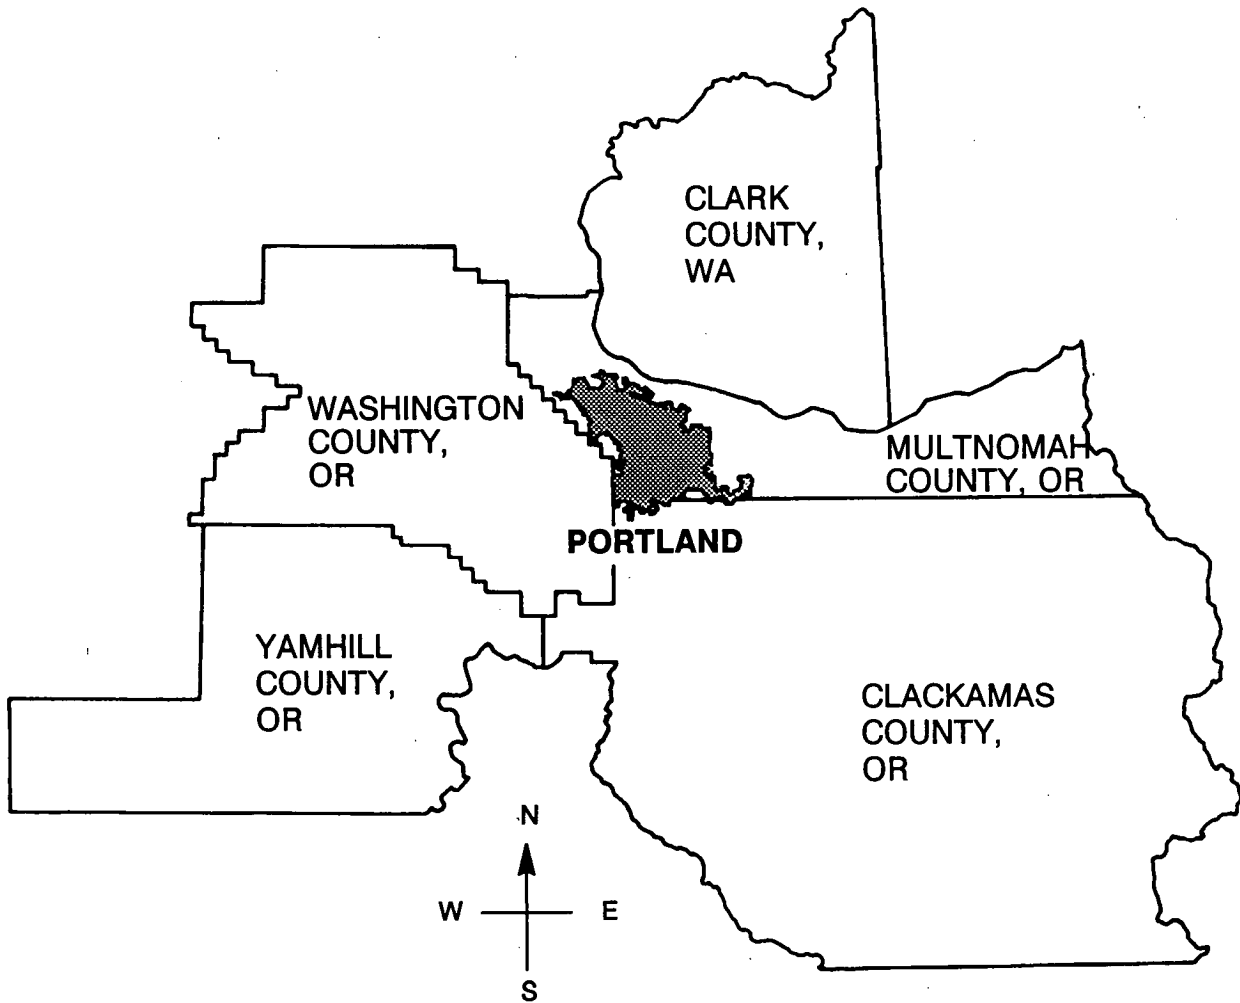 CLARK
COUNTY,
WA
WASHINGTON
COUNTY,
OR
MULTNOMAH
COUNTY, OR
PORTLAND
YAMHILL
COUNTY,
OR
CLACKAMAS
COUNTY,
OR
N
W E
S